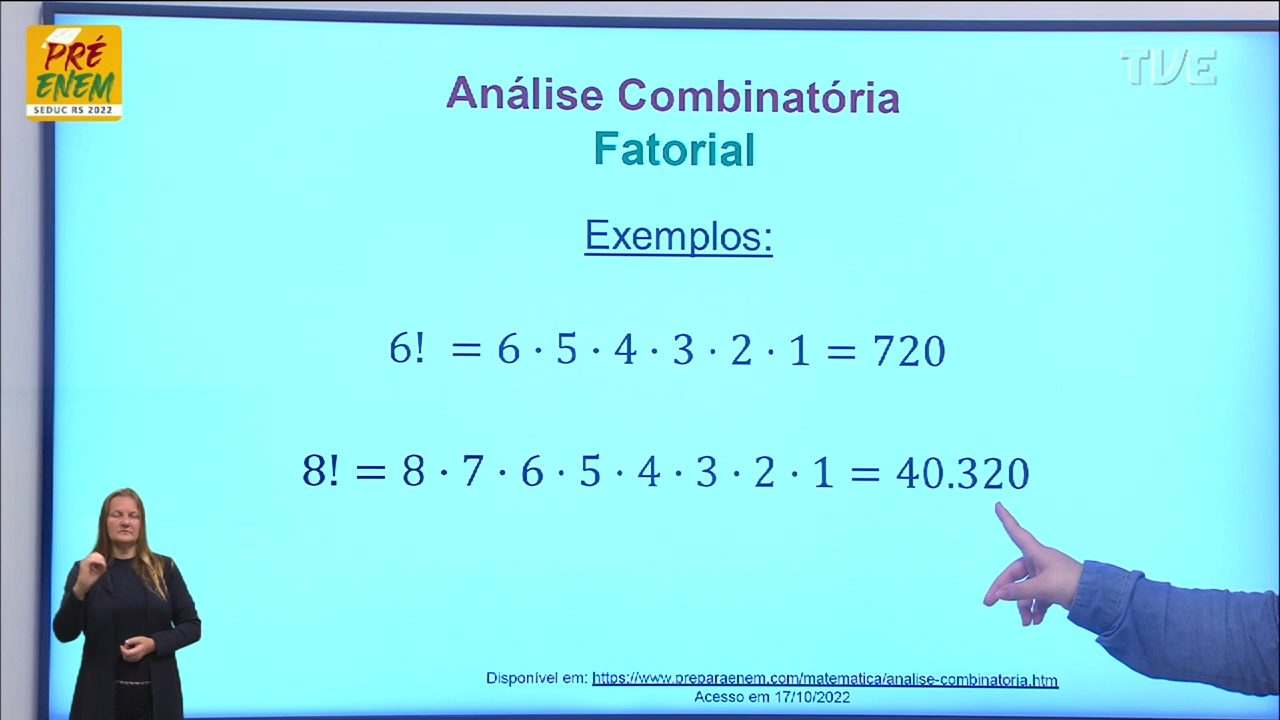 PRÉ
ENEM
SEDUC RS 2022
TVE
Análise Combinatória
Fatorial
Exemplos:
6! = 6 · 5 · 4 · 3 · 2 · 1 = 720
8! = 8 · 7 · 6 · 5 · 4 · 3 · 2 · 1 = 40.320
Disponível em: https://www.preparaenem.com/matematica/analise-combinatoria.htm
Acesso em 17/10/2022